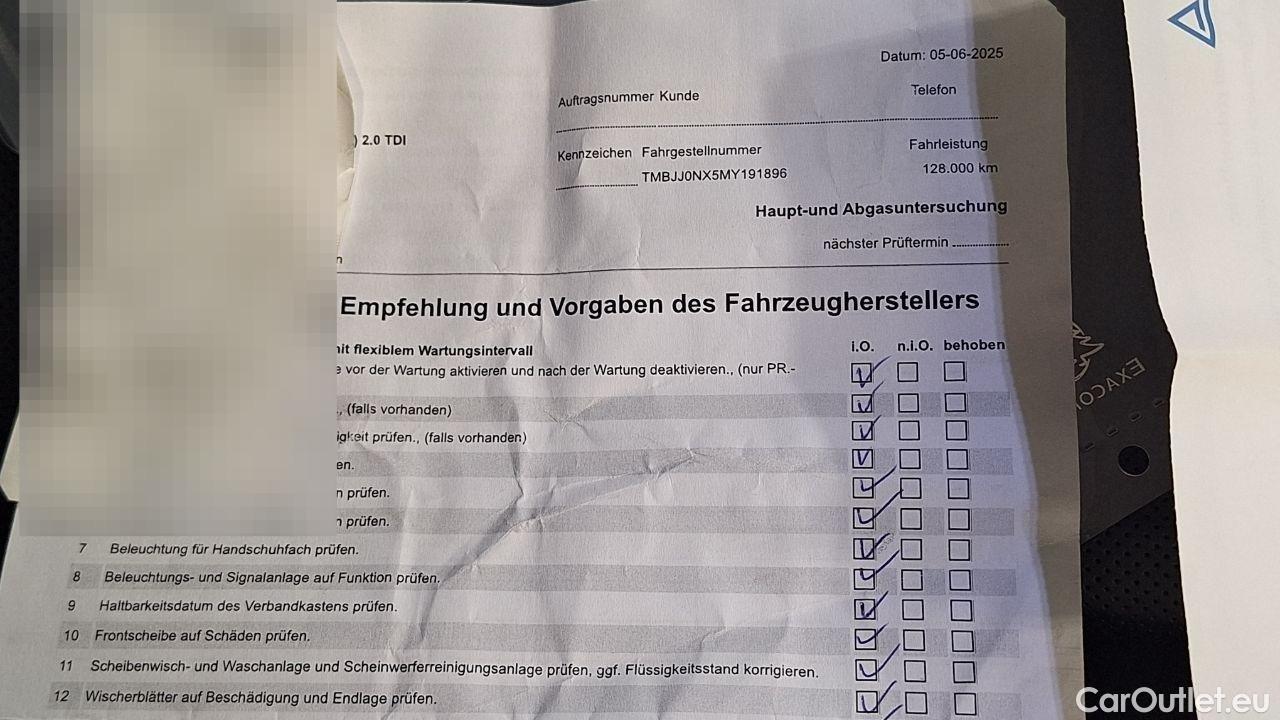 Datum: 05-06-2025
Auftragsnummer Kunde
Telefon
) 2.0 TDI
Kennzeichen Fahrgestellnummer
Fahrleistung
TMBJJ0NX5MY191896
128.000 km
Haupt-und Abgasuntersuchung
nächster Prüftermin
Empfehlung und Vorgaben des Fahrzeugherstellers
flexiblem Wartungsintervall
i.O. n.i.O. behoben
vor der Wartung aktivieren und nach der Wartung deaktivieren., (nur PR.-
, (falls vorhanden)
prüfen., (falls vorhanden)
en.
prüfen.
prüfen.
7 Beleuchtung für Handschuhfach prüfen.
8 Beleuchtungs- und Signalanlage auf Funktion prüfen.
9 Haltbarkeitsdatum des Verbandkastens prüfen.
10 Frontscheibe auf Schäden prüfen.
11 Scheibenwisch- und Waschanlage und Scheinwerferreinigungsanlage prüfen, ggf. Flüssigkeitsstand korrigieren.
12 Wischerblätter auf Beschädigung und Endlage prüfen.
CarOutlet.eu